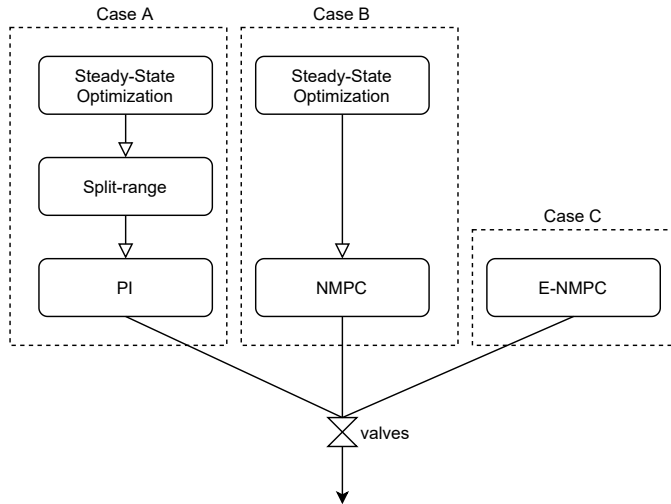 Case A
Steady-State
Optimization
Split-range
PI
Case B
Steady-State
Optimization
NMPC
Case C
E-NMPC
valves